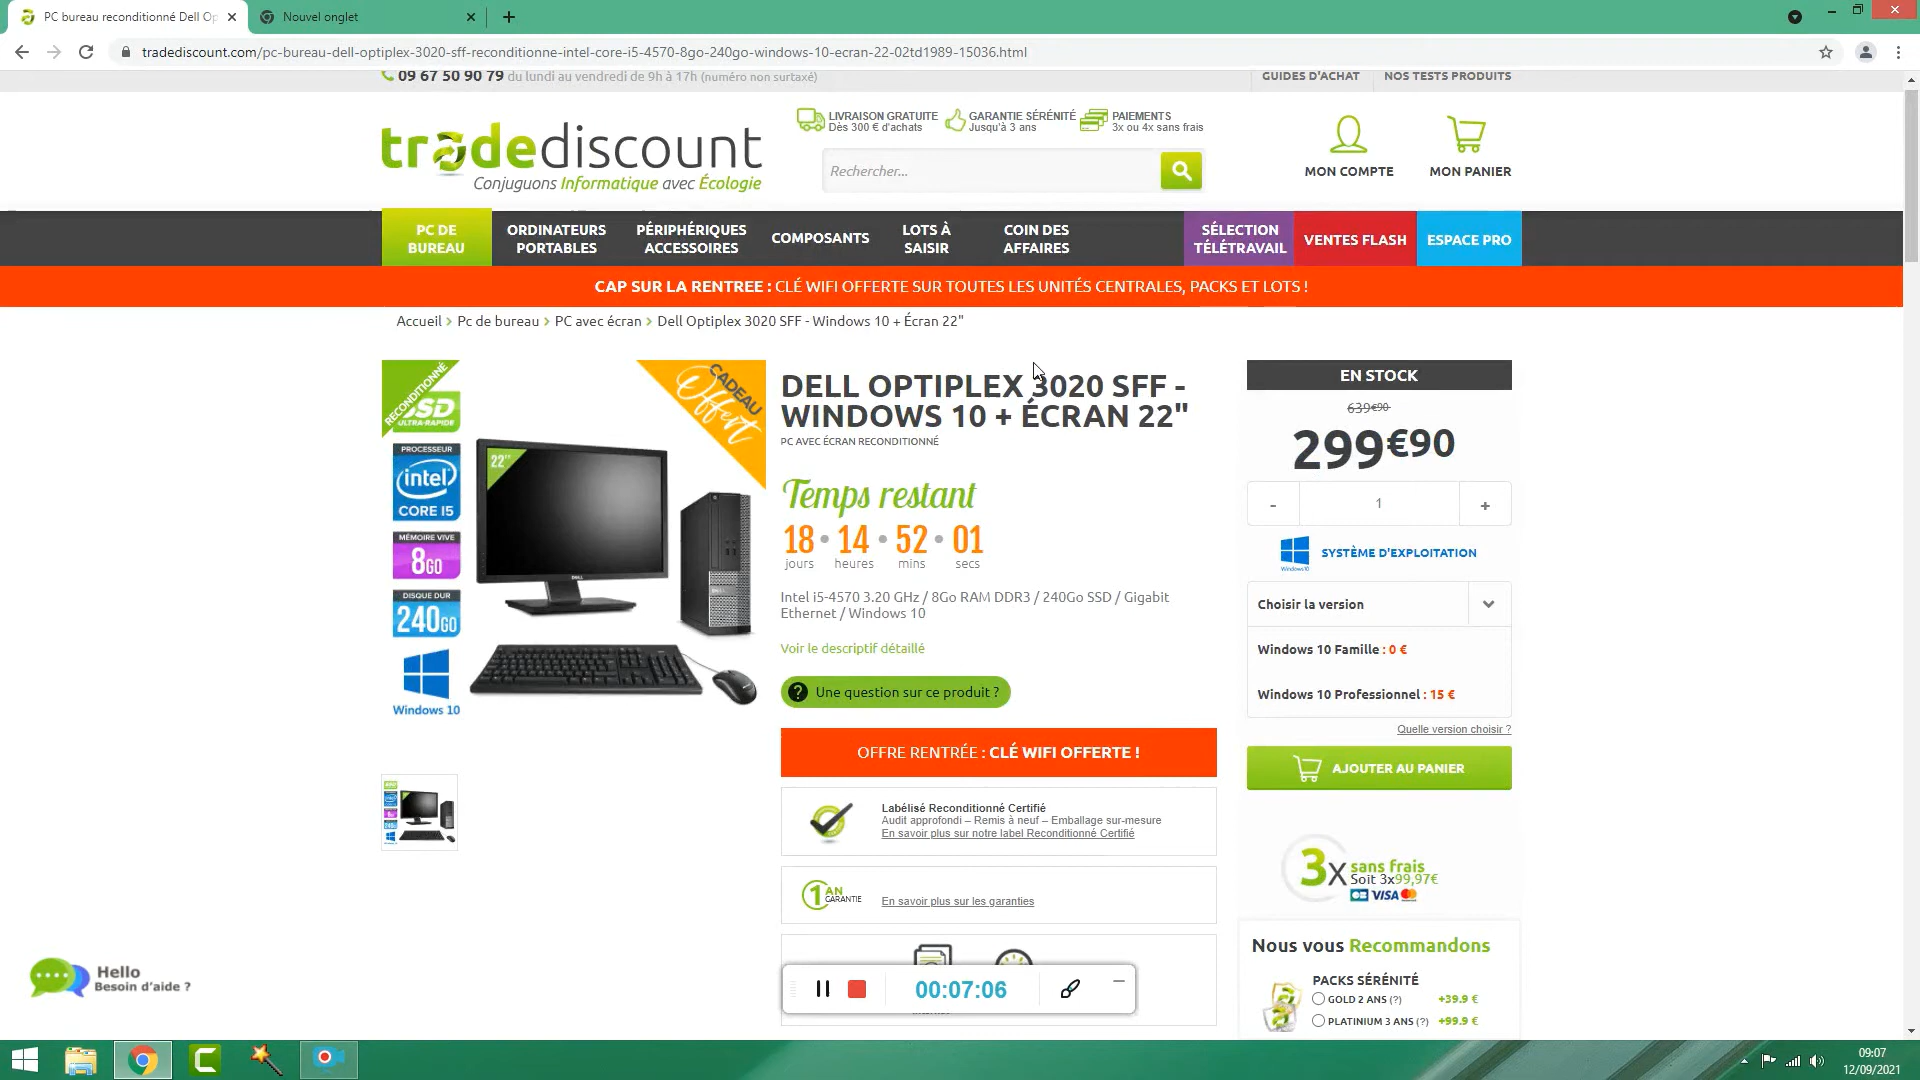 PC bureau reconditionné Dell Op
Nouvel onglet
tradediscount.com/pc-bureau-dell-optiplex-3020-sff-reconditionne-intel-core-i5-4570-8go-240go-windows-10-ecran-22-02td1989-15036.html
09 67 50 90 79 du lundi au vendredi de 9h à 17h (numéro non surtaxé)
GUIDES D'ACHAT
NOS TESTS PRODUITS
tradediscount
Conjuguons Informatique avec Écologie
LIVRAISON GRATUITE
Dès 300 € d'achats
GARANTIE SÉRÉNITÉ
Jusqu'à 3 ans
PAIEMENTS
3x ou 4x sans frais
Rechercher...
MON COMPTE
MON PANIER
PC DE
BUREAU
ORDINATEURS
PORTABLES
PÉRIPHÉRIQUES
ACCESSOIRES
COMPOSANTS
LOTS À
SAISIR
COIN DES
AFFAIRES
SÉLECTION
TÉLÉTRAVAIL
VENTES FLASH
ESPACE PRO
CAP SUR LA RENTREE : CLÉ WIFI OFFERTE SUR TOUTES LES UNITÉS CENTRALES, PACKS ET LOTS !
Accueil > Pc de bureau > PC avec écran > Dell Optiplex 3020 SFF - Windows 10 + Écran 22"
RECONDITIONNÉ
SSD
ULTRA-RAPIDE
PROCESSEUR
intel
CORE I5
MÉMOIRE VIVE
8GO
DISQUE DUR
240GO
Windows 10
22"
CADEAU
Offert
DELL
DELL OPTIPLEX 3020 SFF -
WINDOWS 10 + ÉCRAN 22"
PC AVEC ÉCRAN RECONDITIONNÉ
Temps restant
18 • 14 • 52 • 01
jours heures mins secs
Intel i5-4570 3.20 GHz / 8Go RAM DDR3 / 240Go SSD / Gigabit
Ethernet / Windows 10
Voir le descriptif détaillé
? Une question sur ce produit ?
OFFRE RENTRÉE : CLÉ WIFI OFFERTE !
Labélisé Reconditionné Certifié
Audit approfondi – Remis à neuf – Emballage sur-mesure
En savoir plus sur notre label Reconditionné Certifié
1 AN
GARANTIE
En savoir plus sur les garanties
EN STOCK
639€90
299€90
- 1 +
Windows 10
SYSTÈME D'EXPLOITATION
Choisir la version
Windows 10 Famille : 0 €
Windows 10 Professionnel : 15 €
Quelle version choisir ?
AJOUTER AU PANIER
3x sans frais
Soit 3x99,97€
CB VISA
Nous vous Recommandons
PACKS SÉRÉNITÉ
GOLD 2 ANS (?) +39.9 €
PLATINIUM 3 ANS (?) +99.9 €
Hello
Besoin d'aide ?
00:07:06
09:07
12/09/2021